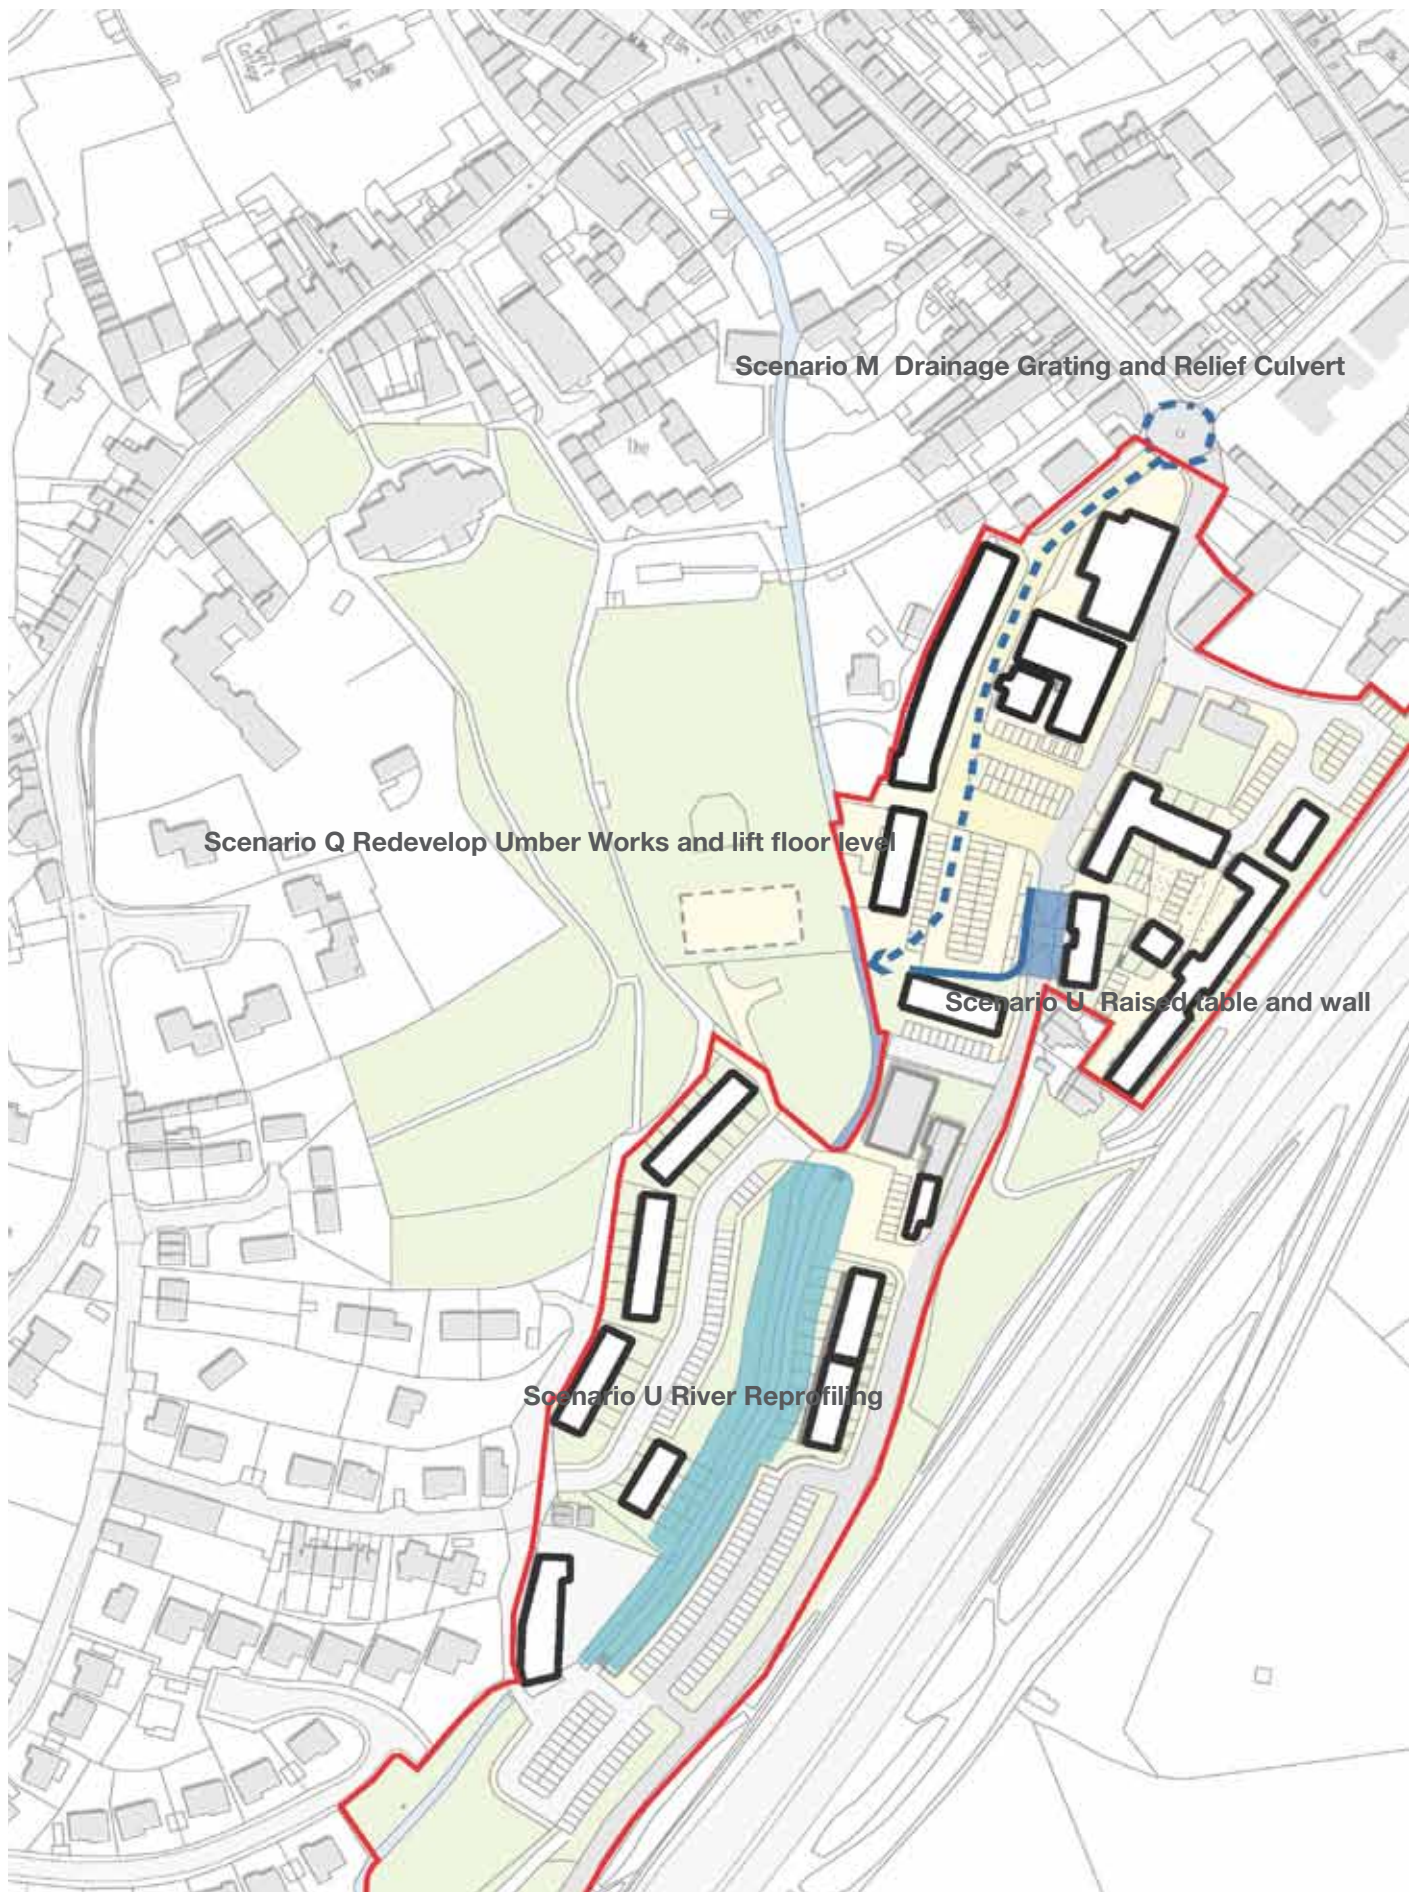 Scenario M  Drainage Grating and Relief Culvert
The
Scenario Q Redevelop Umber Works and lift floor level
Scenario U  Raised table and wall
Scenario U River Reprofiling